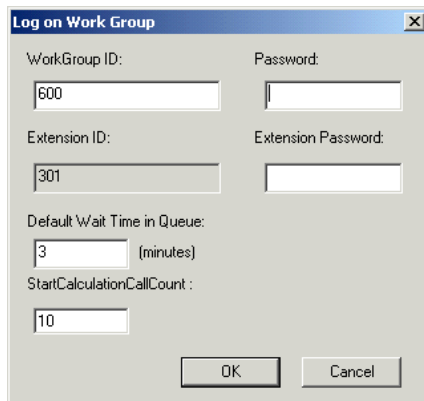 Log on Work Group
WorkGroup ID: Password:
600
Extension ID: Extension Password:
301
Default Wait Time in Queue:
3 (minutes)
StartCalculationCallCount :
10
OK Cancel